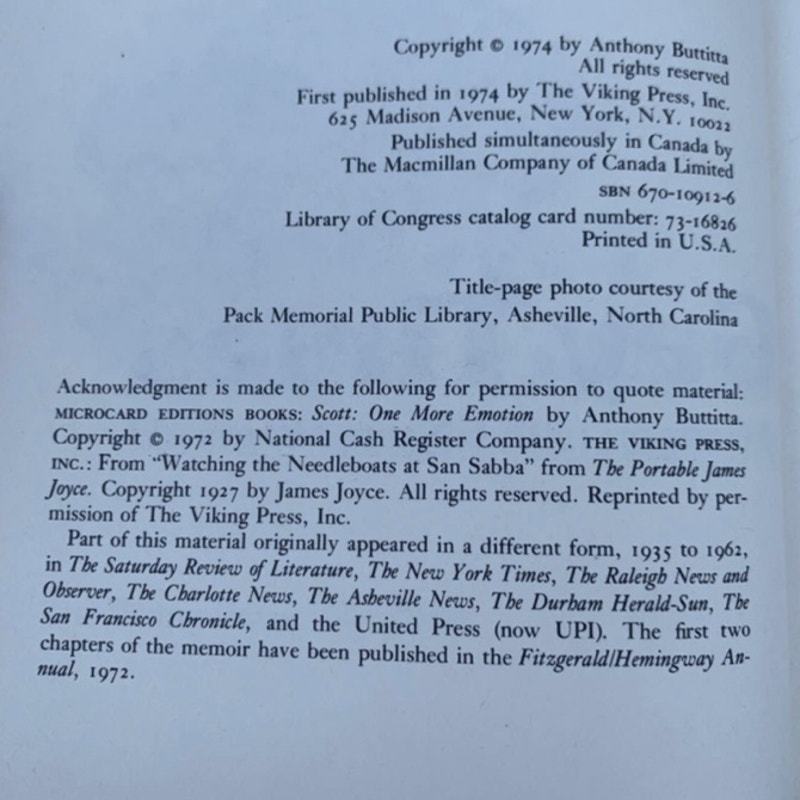 Copyright © 1974 by Anthony Buttitta
All rights reserved
First published in 1974 by The Viking Press, Inc.
625 Madison Avenue, New York, N.Y. 10022
Published simultaneously in Canada by
The Macmillan Company of Canada Limited
SBN 670-10912-6
Library of Congress catalog card number: 73-16826
Printed in U.S.A.
Title-page photo courtesy of the
Pack Memorial Public Library, Asheville, North Carolina
Acknowledgment is made to the following for permission to quote material:
MICROCARD EDITIONS BOOKS: Scott: One More Emotion by Anthony Buttitta.
Copyright © 1972 by National Cash Register Company. THE VIKING PRESS,
INC.: From "Watching the Needleboats at San Sabba" from The Portable James
Joyce. Copyright 1927 by James Joyce. All rights reserved. Reprinted by per-
mission of The Viking Press, Inc.
Part of this material originally appeared in a different form, 1935 to 1962,
in The Saturday Review of Literature, The New York Times, The Raleigh News and
Observer, The Charlotte News, The Asheville News, The Durham Herald-Sun, The
San Francisco Chronicle, and the United Press (now UPI). The first two
chapters of the memoir have been published in the Fitzgerald/Hemingway An-
nual, 1972.